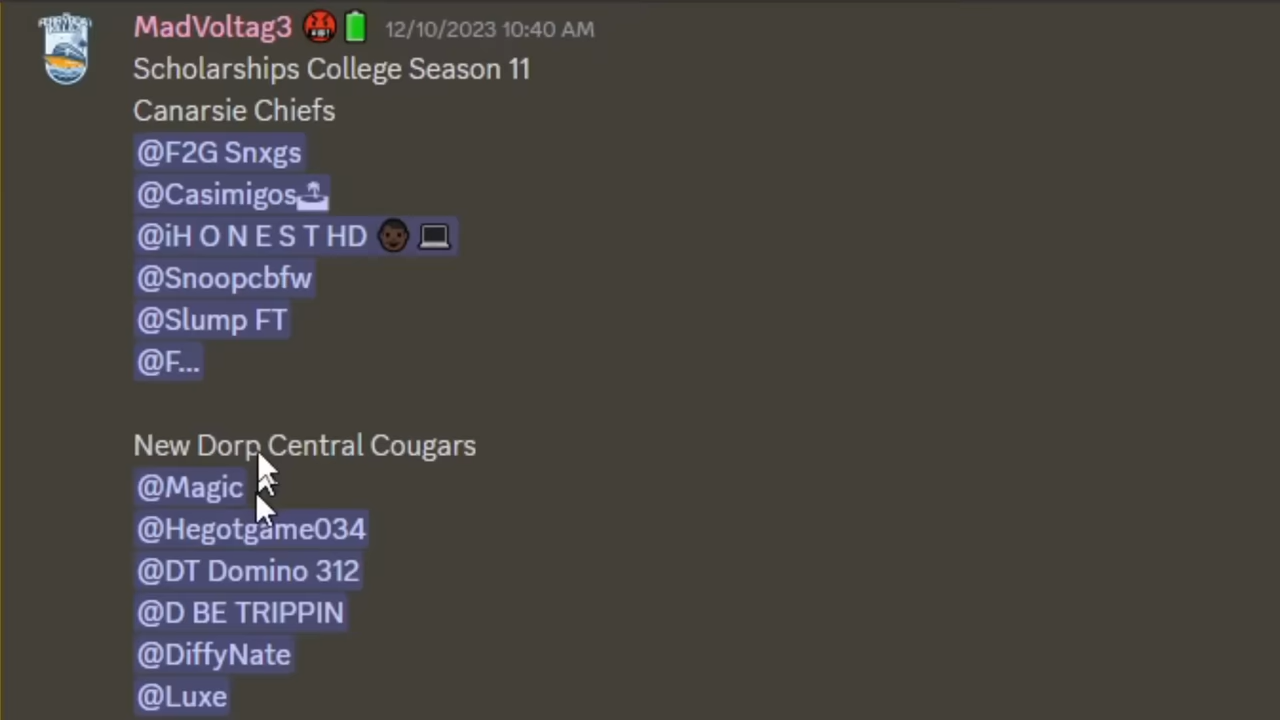 MadVoltag3 12/10/2023 10:40 AM
Scholarships College Season 11
Canarsie Chiefs
@F2G Snxgs
@Casimigos🏝
@iH O N E S T HD 👨🏿‍💻
@Snoopcbfw
@Slump FT
@F...
New Dorp Central Cougars
@Magic
@Hegotgame034
@DT Domino 312
@D BE TRIPPIN
@DiffyNate
@Luxe